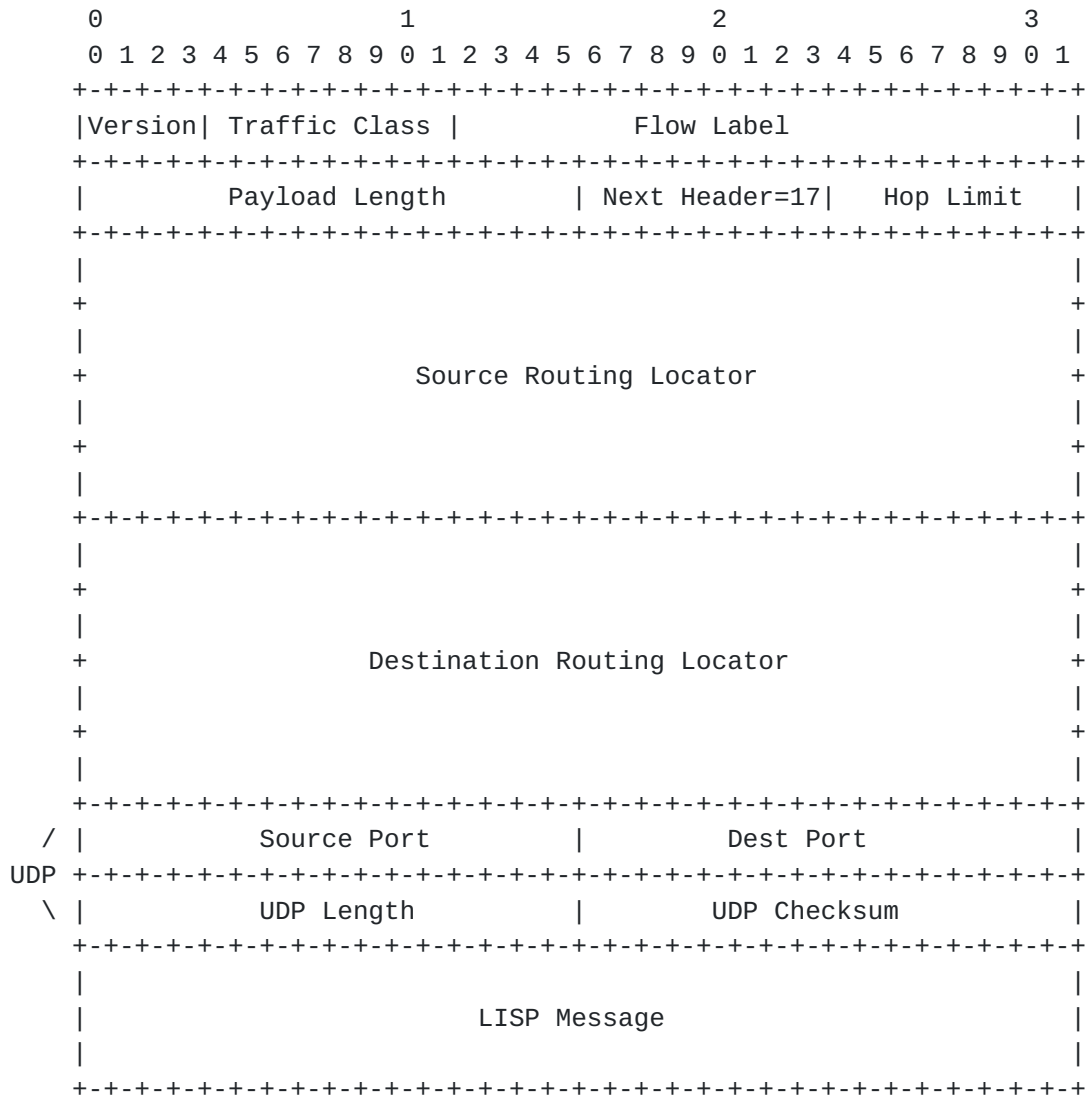 0                   1                   2                   3
 0 1 2 3 4 5 6 7 8 9 0 1 2 3 4 5 6 7 8 9 0 1 2 3 4 5 6 7 8 9 0 1
    +-+-+-+-+-+-+-+-+-+-+-+-+-+-+-+-+-+-+-+-+-+-+-+-+-+-+-+-+-+-+-+-+
    |Version| Traffic Class |           Flow Label                  |
    +-+-+-+-+-+-+-+-+-+-+-+-+-+-+-+-+-+-+-+-+-+-+-+-+-+-+-+-+-+-+-+-+
    |         Payload Length        | Next Header=17|   Hop Limit   |
    +-+-+-+-+-+-+-+-+-+-+-+-+-+-+-+-+-+-+-+-+-+-+-+-+-+-+-+-+-+-+-+-+
    |                                                               |
    +                                                               +
    |                                                               |
    +                     Source Routing Locator                    +
    |                                                               |
    +                                                               +
    |                                                               |
    +-+-+-+-+-+-+-+-+-+-+-+-+-+-+-+-+-+-+-+-+-+-+-+-+-+-+-+-+-+-+-+-+
    |                                                               |
    +                                                               +
    |                                                               |
    +                  Destination Routing Locator                  +
    |                                                               |
    +                                                               +
    |                                                               |
    +-+-+-+-+-+-+-+-+-+-+-+-+-+-+-+-+-+-+-+-+-+-+-+-+-+-+-+-+-+-+-+-+
  / |           Source Port         |         Dest Port             |
UDP +-+-+-+-+-+-+-+-+-+-+-+-+-+-+-+-+-+-+-+-+-+-+-+-+-+-+-+-+-+-+-+-+
  \ |           UDP Length          |        UDP Checksum           |
    +-+-+-+-+-+-+-+-+-+-+-+-+-+-+-+-+-+-+-+-+-+-+-+-+-+-+-+-+-+-+-+-+
    |                                                               |
    |                         LISP Message                          |
    |                                                               |
    +-+-+-+-+-+-+-+-+-+-+-+-+-+-+-+-+-+-+-+-+-+-+-+-+-+-+-+-+-+-+-+-+